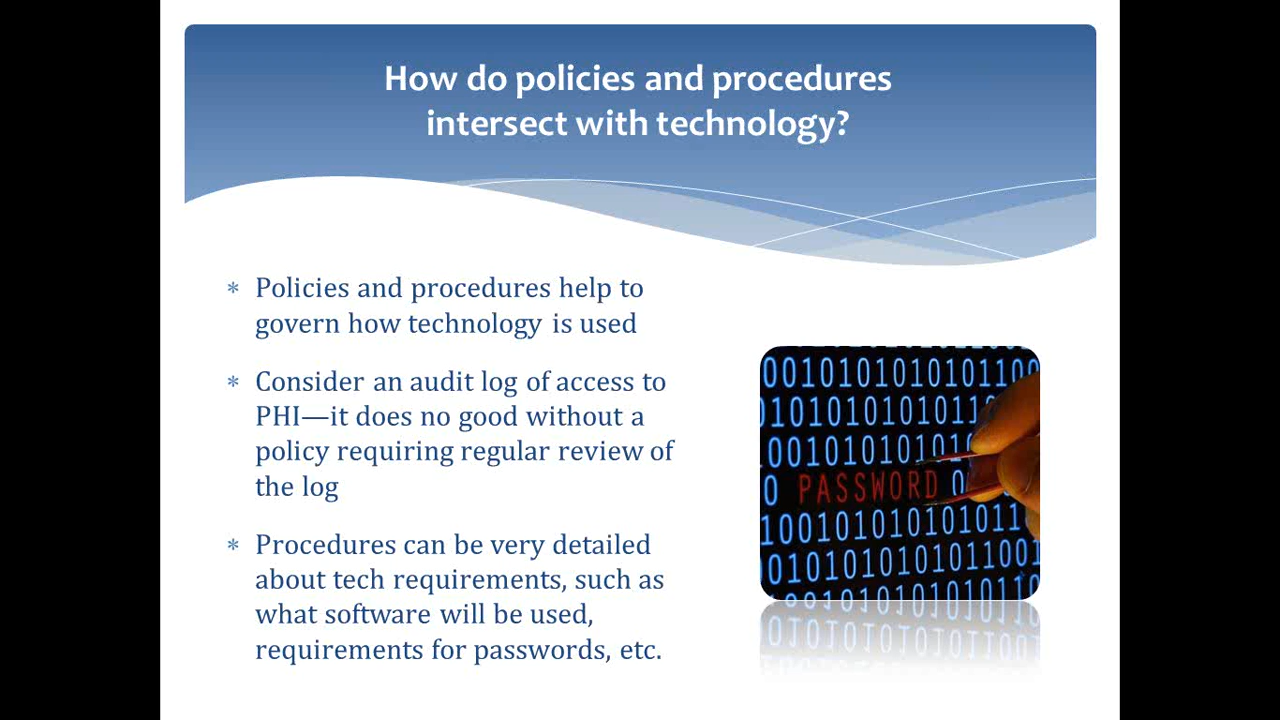 How do policies and procedures
intersect with technology?
* Policies and procedures help to
govern how technology is used
* Consider an audit log of access to
PHI—it does no good without a
policy requiring regular review of
the log
* Procedures can be very detailed
about tech requirements, such as
what software will be used,
requirements for passwords, etc.
PASSWORD